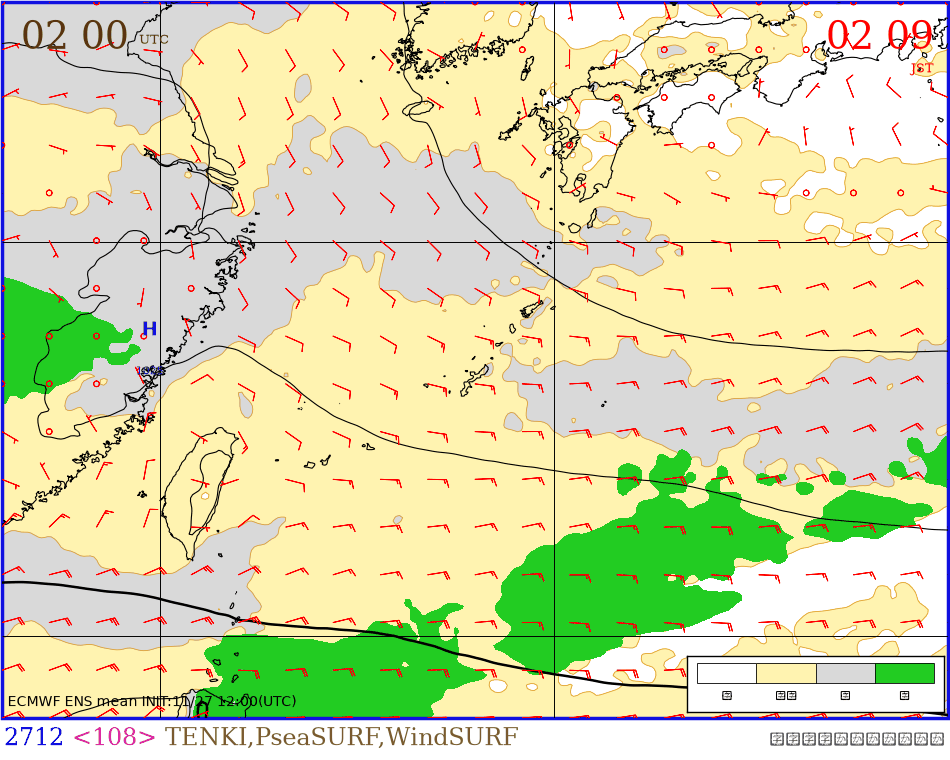 02 00 UTC
02 09 JST
H
ECMWF ENS mean INIT:11/27 12:00(UTC)
2712 <108> TENKI,PseaSURF,WindSURF